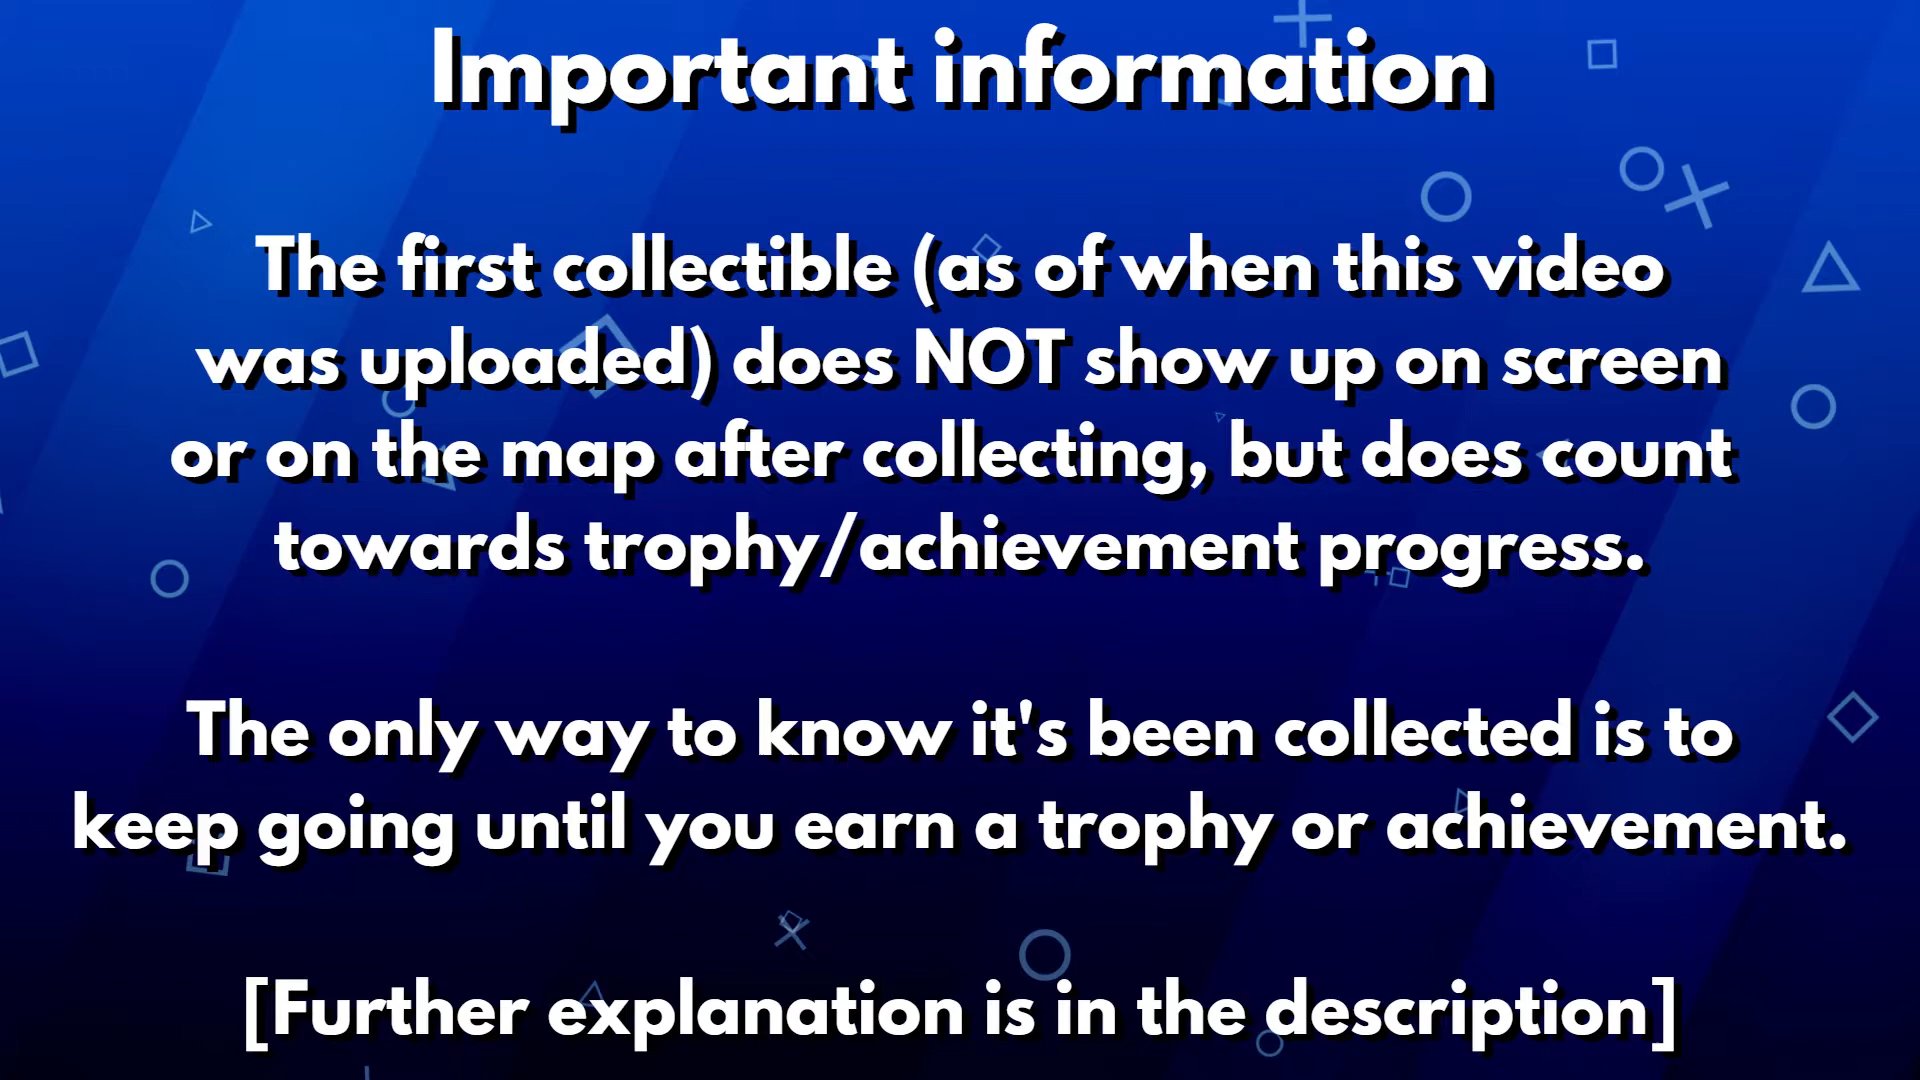 Important information
The first collectible (as of when this video
was uploaded) does NOT show up on screen
or on the map after collecting, but does count
towards trophy/achievement progress.
The only way to know it's been collected is to
keep going until you earn a trophy or achievement.
[Further explanation is in the description]